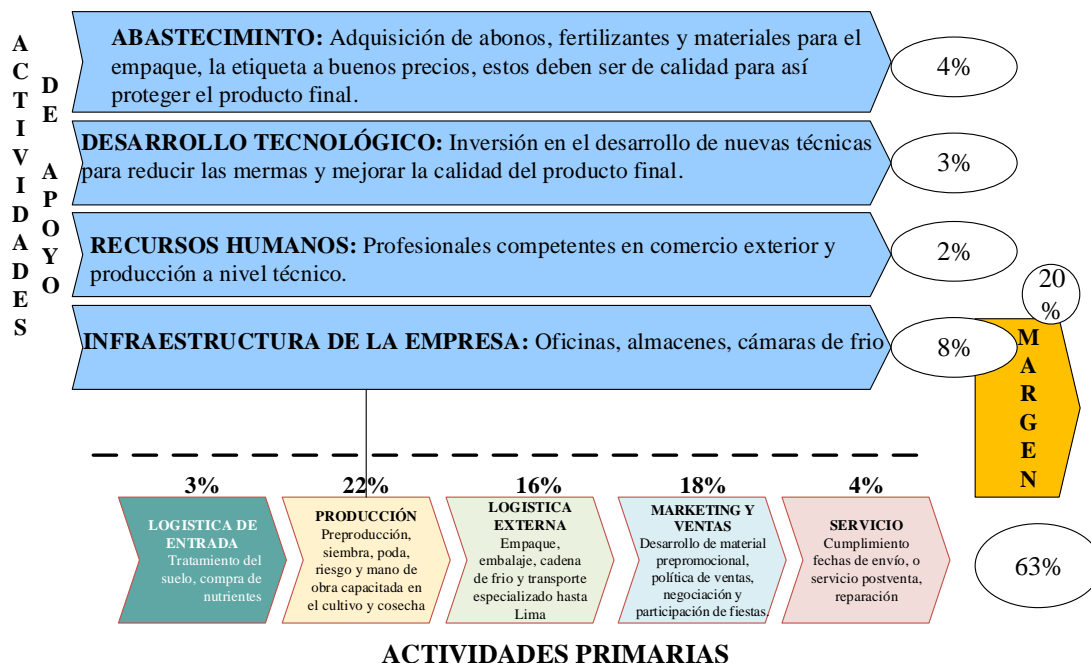 ACTIVIDADES
DE APOYO
ABASTECIMINTO: Adquisición de abonos, fertilizantes y materiales para el
empaque, la etiqueta a buenos precios, estos deben ser de calidad para así
proteger el producto final.
4%
DESARROLLO TECNOLÓGICO: Inversión en el desarrollo de nuevas técnicas
para reducir las mermas y mejorar la calidad del producto final.
3%
RECURSOS HUMANOS: Profesionales competentes en comercio exterior y
producción a nivel técnico.
2%
INFRAESTRUCTURA DE LA EMPRESA: Oficinas, almacenes, cámaras de frio
8%
20
%
MARGEN
3%
LOGISTICA DE
ENTRADA
Tratamiento del
suelo, compra de
nutrientes
22%
PRODUCCIÓN
Preproducción,
siembra, poda,
riesgo y mano de
obra capacitada en
el cultivo y cosecha
16%
LOGISTICA
EXTERNA
Empaque,
embalaje, cadena
de frio y transporte
especializado hasta
Lima
18%
MARKETING Y
VENTAS
Desarrollo de material
prepromocional,
política de ventas,
negociación y
participación de fiestas.
4%
SERVICIO
Cumplimiento
fechas de envío, o
servicio postventa,
reparación
63%
ACTIVIDADES PRIMARIAS